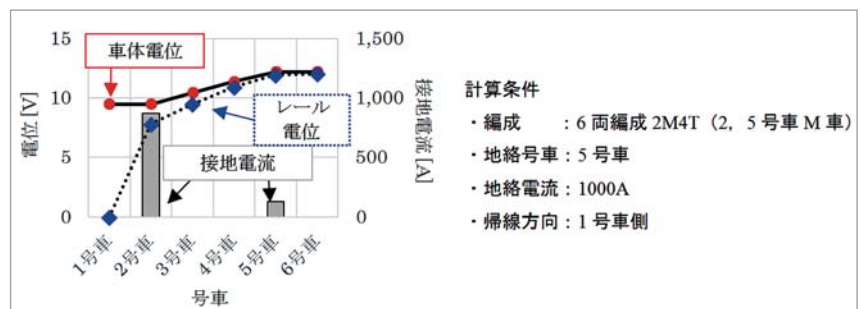 車体電位
レール
電位
接地電流
電位 [V]
15
10
5
0
接地電流 [A]
1,500
1,000
500
0
1号車
2号車
3号車
4号車
5号車
6号車
号車
計算条件
・編成　　：6 両編成 2M4T（2，5 号車 M 車）
・地絡号車：5 号車
・地絡電流：1000A
・帰線方向：1 号車側